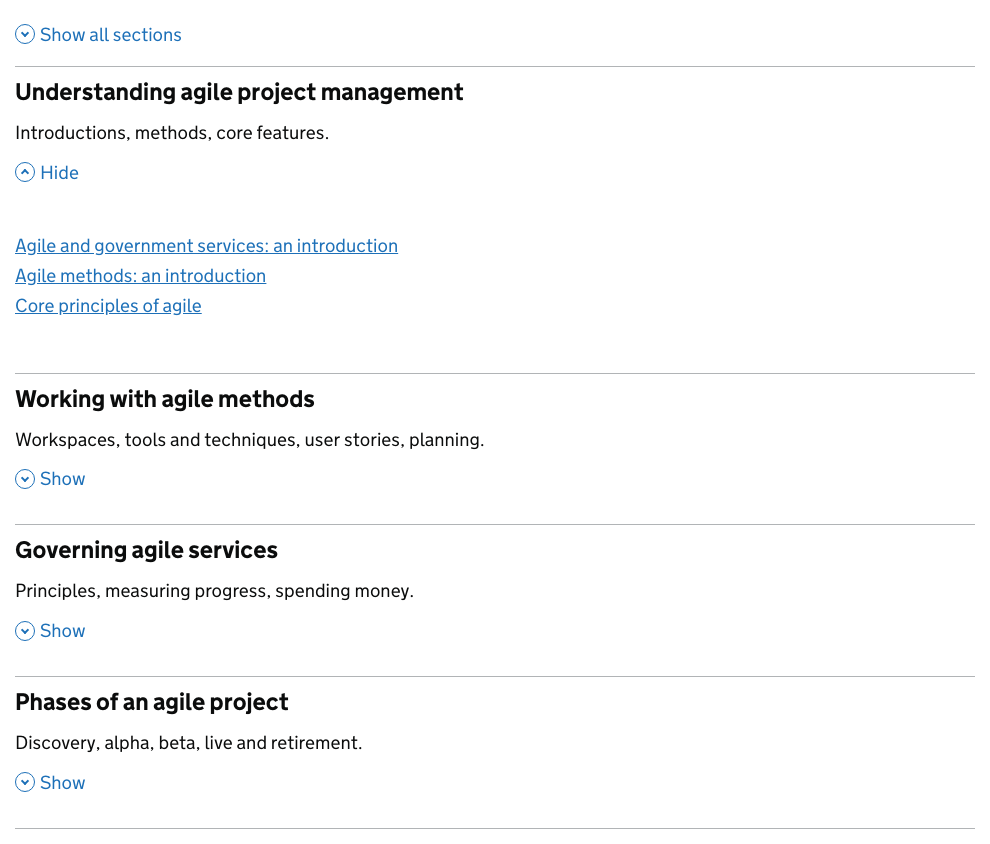 Show all sections
Understanding agile project management
Introductions, methods, core features.
Hide
Agile and government services: an introduction
Agile methods: an introduction
Core principles of agile
Working with agile methods
Workspaces, tools and techniques, user stories, planning.
Show
Governing agile services
Principles, measuring progress, spending money.
Show
Phases of an agile project
Discovery, alpha, beta, live and retirement.
Show